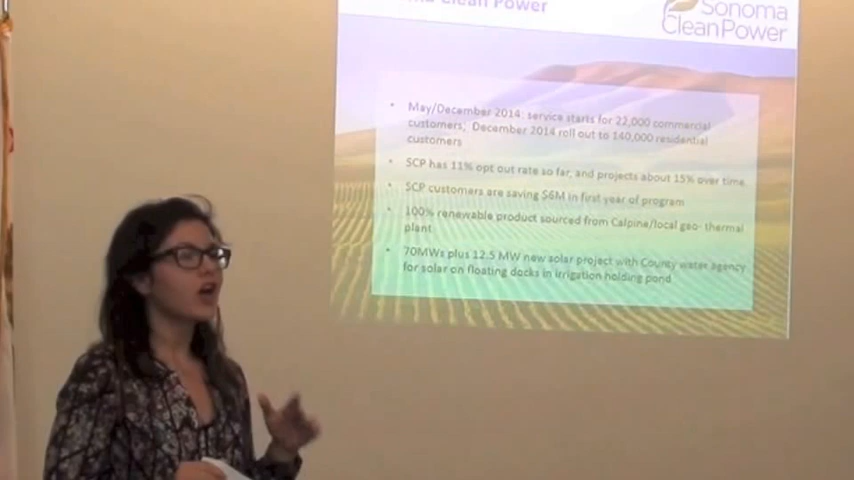 Clean Power
Sonoma
CleanPower
• May/December 2014: service starts for 22,000 commercial
customers; December 2014 roll out to 140,000 residential
customers
• SCP has 11% opt out rate so far, and projects about 15% over time.
• SCP customers are saving $6M in first year of program
• 100% renewable product sourced from Calpine/local geo- thermal
plant
• 70MWs plus 12.5 MW new solar project with County water agency
for solar on floating docks in irrigation holding pond